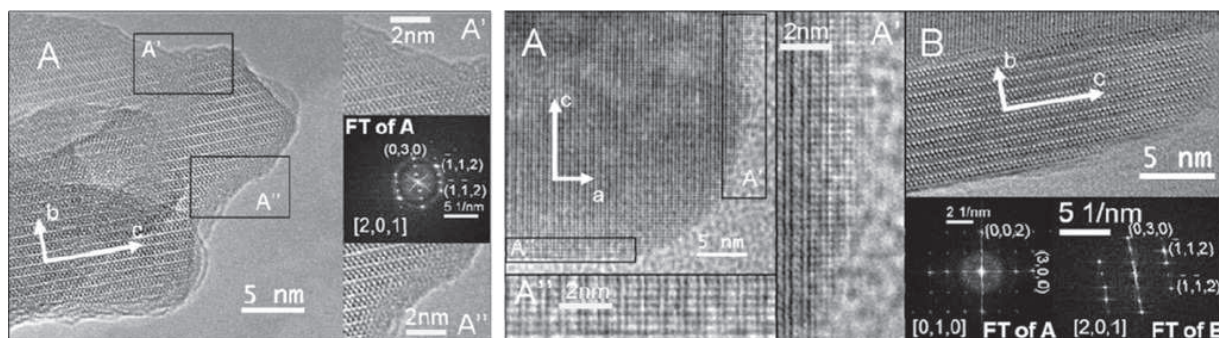 A
A'
A"
b
c
5 nm
2nm
A'
FT of A
(0,3,0)
(1̄,1,2)
(1̄,1̄,2)
5 1/nm
[2,0,1]
2nm
A"
A
c
a
A'
A"
5 nm
A"
2nm
2nm
A'
B
b
c
5 nm
2 1/nm
(0,0,2)
(3,0,0)
[0,1,0]
FT of A
5 1/nm
(0,3,0)
(1̄,1,2)
(1̄,1̄,2)
[2,0,1]
FT of B